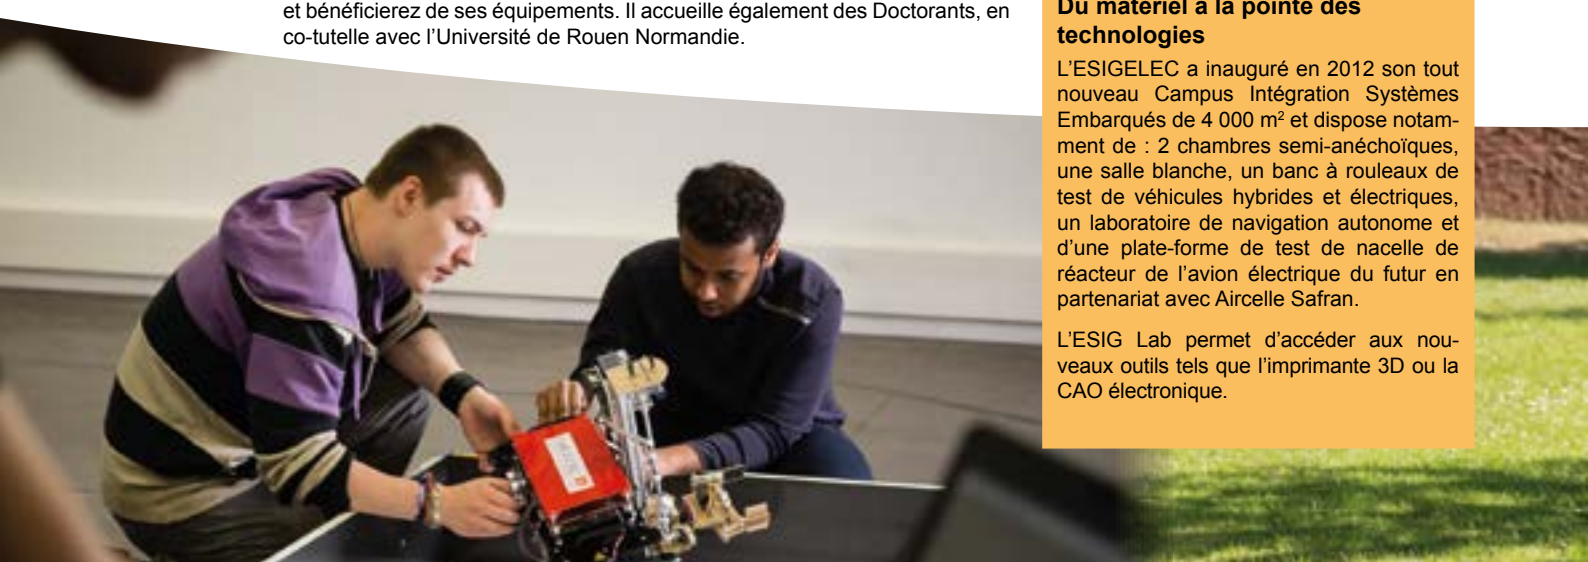 et bénéficierez de ses équipements. Il accueille également des Doctorants, en
co-tutelle avec l’Université de Rouen Normandie.
Du matériel à la pointe des
technologies
L’ESIGELEC a inauguré en 2012 son tout
nouveau Campus Intégration Systèmes
Embarqués de 4 000 m² et dispose notam-
ment de : 2 chambres semi-anéchoïques,
une salle blanche, un banc à rouleaux de
test de véhicules hybrides et électriques,
un laboratoire de navigation autonome et
d’une plate-forme de test de nacelle de
réacteur de l’avion électrique du futur en
partenariat avec Aircelle Safran.
L’ESIG Lab permet d’accéder aux nou-
veaux outils tels que l’imprimante 3D ou la
CAO électronique.